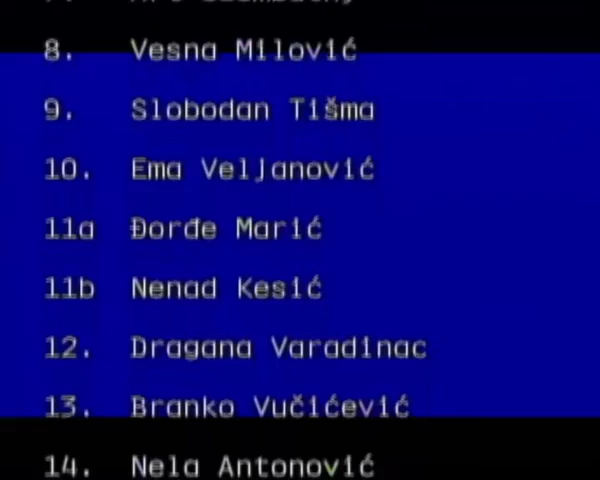 8. Vesna Milović
9. Slobodan Tišma
10. Ema Veljanović
11a Đorđe Marić
11b Nenad Kesić
12. Dragana Varadinac
13. Branko Vučićević
14. Nela Antonović